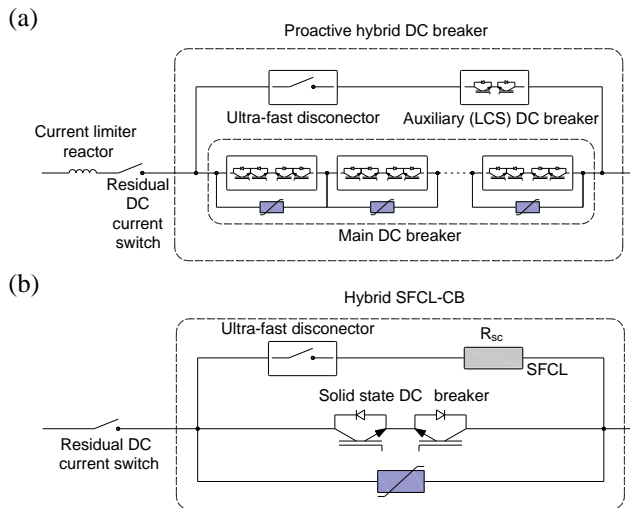 (a)
Proactive hybrid DC breaker
Ultra-fast disconector
Auxiliary (LCS) DC breaker
Current limiter
reactor
Residual
DC
current
switch
Main DC breaker
(b)
Hybrid SFCL-CB
Ultra-fast disconector
Rsc
SFCL
Solid state DC breaker
Residual DC
current switch